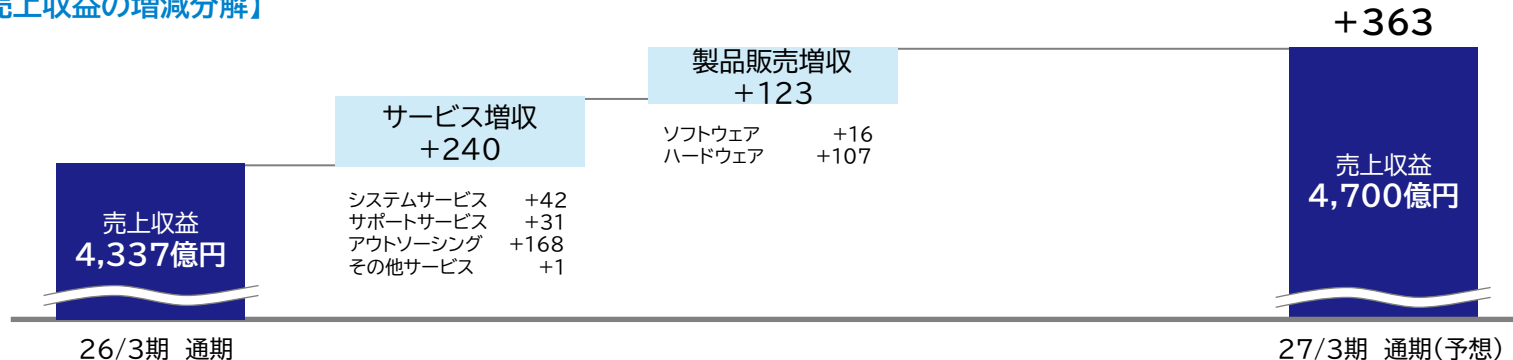 売上収益の増減分解】
+363
製品販売増収
+123
サービス増収
+240
ソフトウェア +16
ハードウェア +107
売上収益
4,700億円
システムサービス +42
サポートサービス +31
アウトソーシング +168
その他サービス +1
売上収益
4,337億円
26/3期 通期
27/3期 通期(予想)